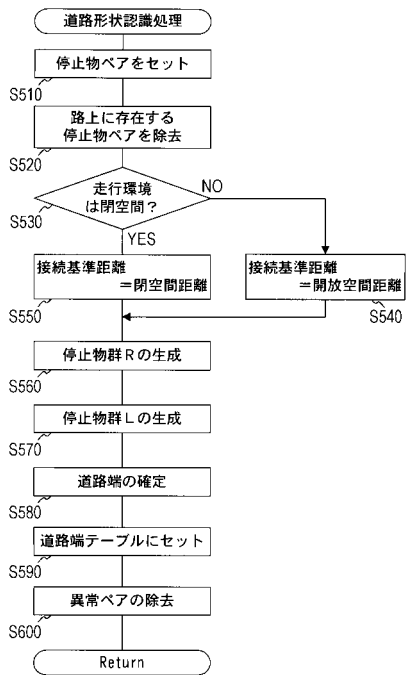 道路形状認識処理
停止物ペアをセット
S510
路上に存在する
停止物ペアを除去
S520
走行環境
は閉空間？
NO
S530
YES
接続基準距離
＝閉空間距離
接続基準距離
＝開放空間距離
S550
S540
停止物群Rの生成
S560
停止物群Lの生成
S570
道路端の確定
S580
道路端テーブルにセット
S590
異常ペアの除去
S600
Return